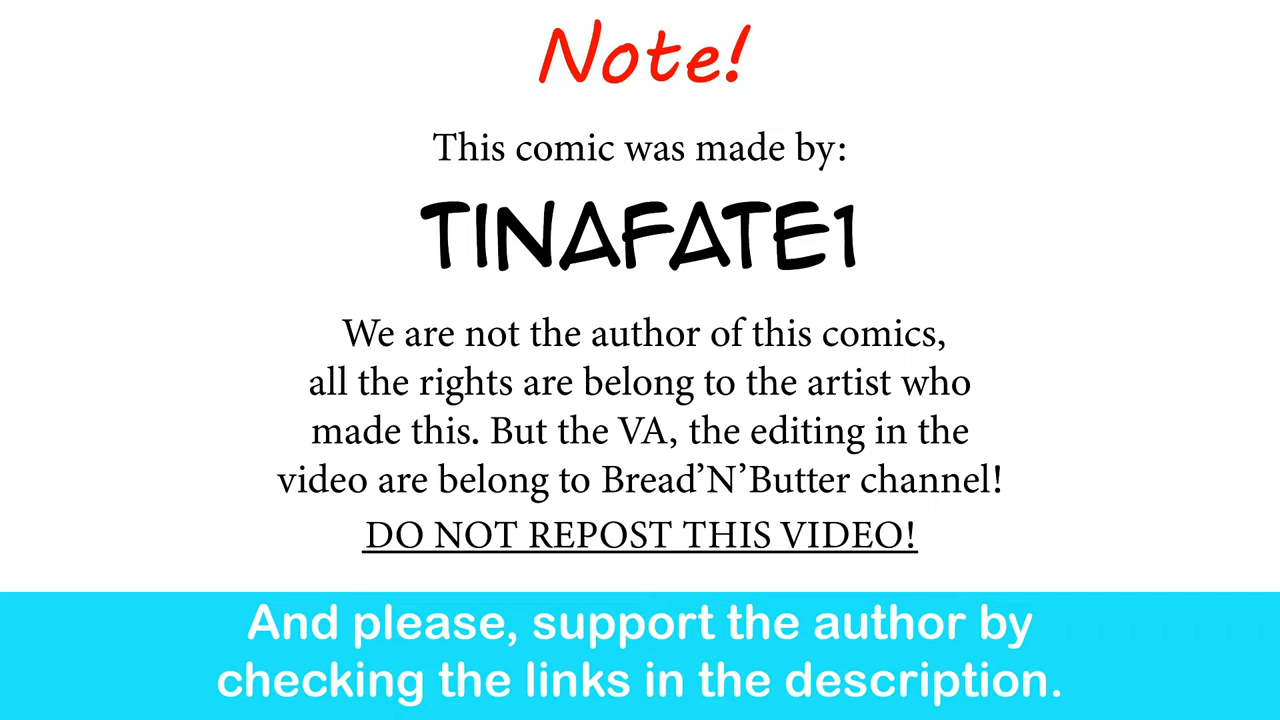 Note!
This comic was made by:
TINAFATE1
We are not the author of this comics,
all the rights are belong to the artist who
made this. But the VA, the editing in the
video are belong to Bread’N’Butter channel!
DO NOT REPOST THIS VIDEO!
And please, support the author by
checking the links in the description.